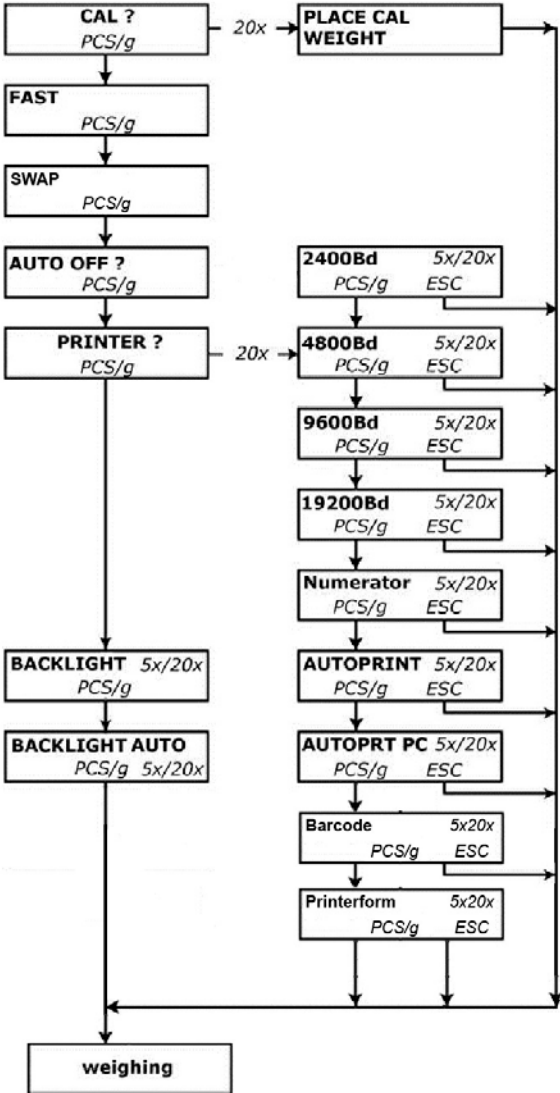 CAL ?
PCS/g
20x
PLACE CAL
WEIGHT
FAST
PCS/g
SWAP
PCS/g
AUTO OFF ?
PCS/g
PRINTER ?
PCS/g
20x
2400Bd 5x/20x
PCS/g ESC
4800Bd 5x/20x
PCS/g ESC
9600Bd 5x/20x
PCS/g ESC
19200Bd 5x/20x
PCS/g ESC
Numerator 5x/20x
PCS/g ESC
AUTOPRINT 5x/20x
PCS/g ESC
AUTOPRT PC 5x/20x
PCS/g ESC
Barcode 5x20x
PCS/g ESC
Printerform 5x20x
PCS/g ESC
BACKLIGHT 5x/20x
PCS/g
BACKLIGHT AUTO
PCS/g 5x/20x
weighing